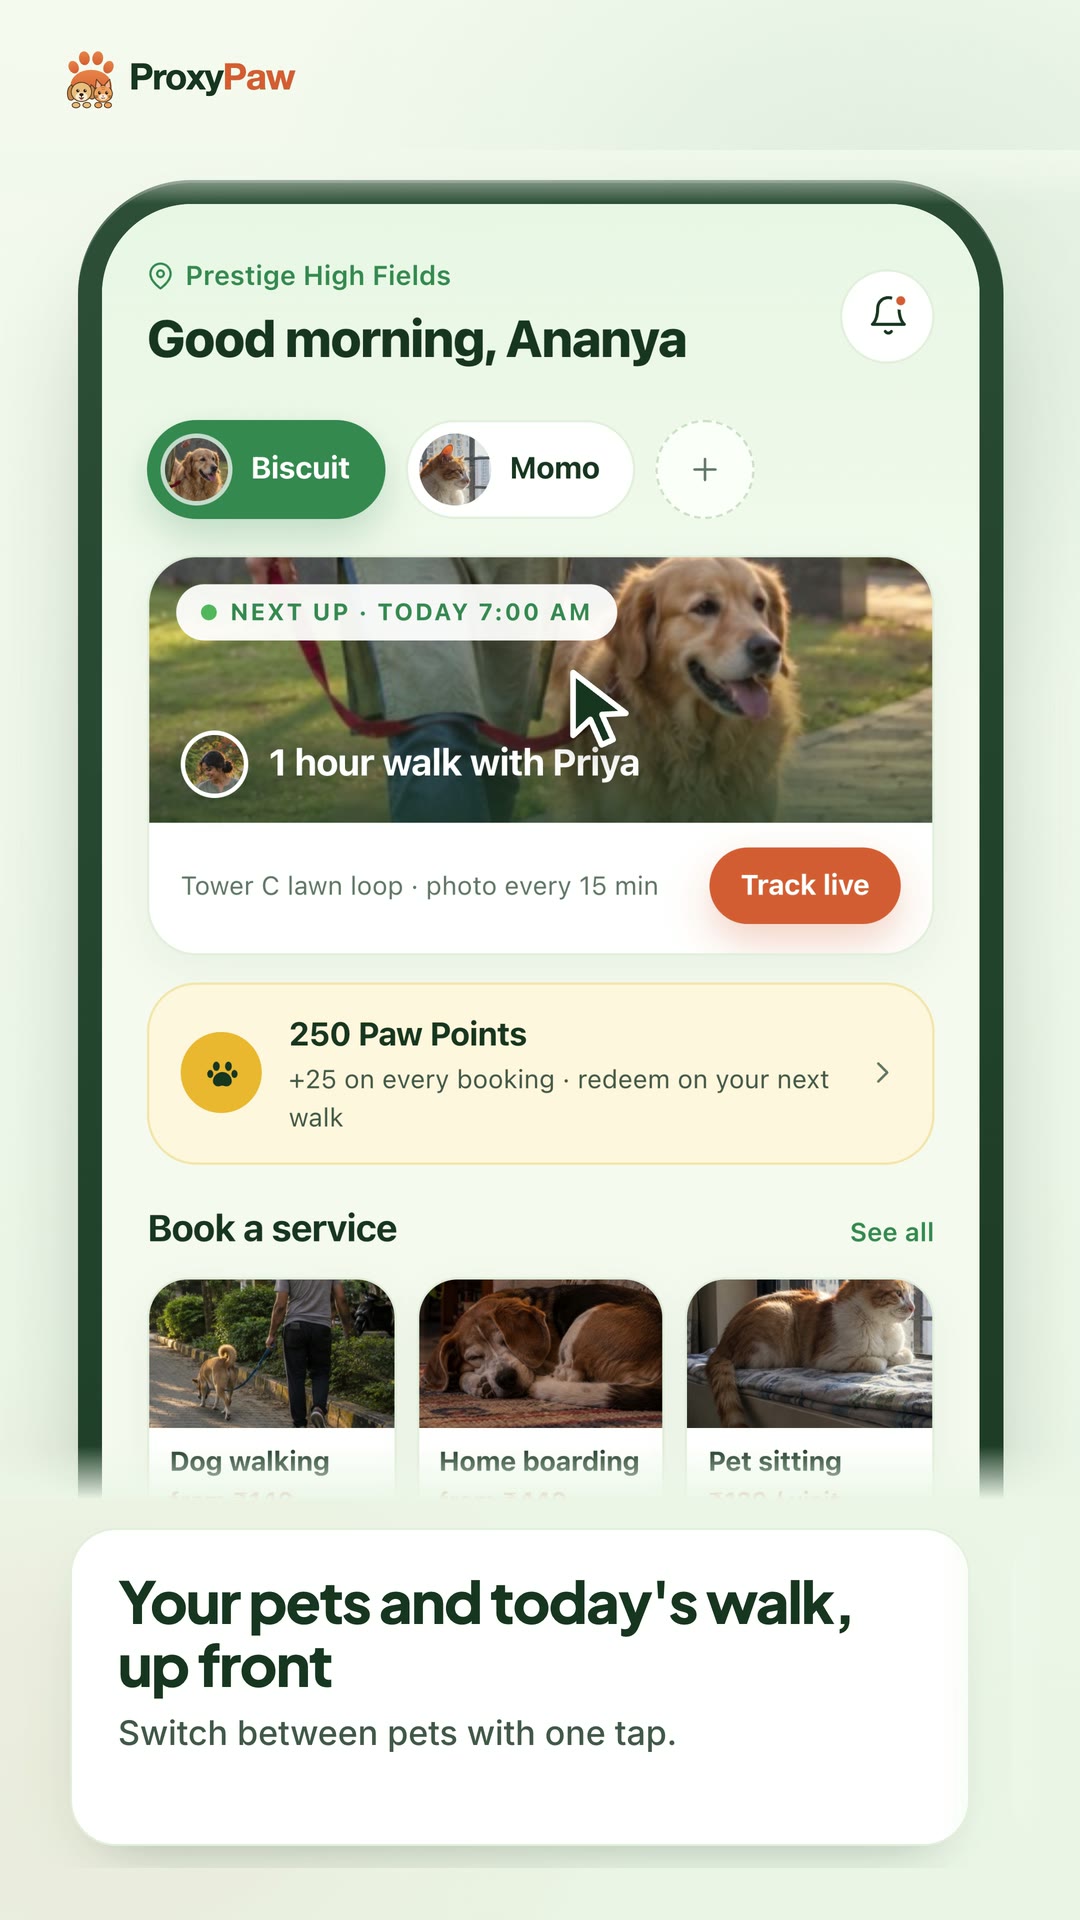 ProxyPaw
Prestige High Fields
Good morning, Ananya
Biscuit
Momo
NEXT UP · TODAY 7:00 AM
1 hour walk with Priya
Tower C lawn loop · photo every 15 min
Track live
250 Paw Points
+25 on every booking · redeem on your next
walk
Book a service
See all
Dog walking
Home boarding
Pet sitting
Your pets and today's walk,
up front
Switch between pets with one tap.